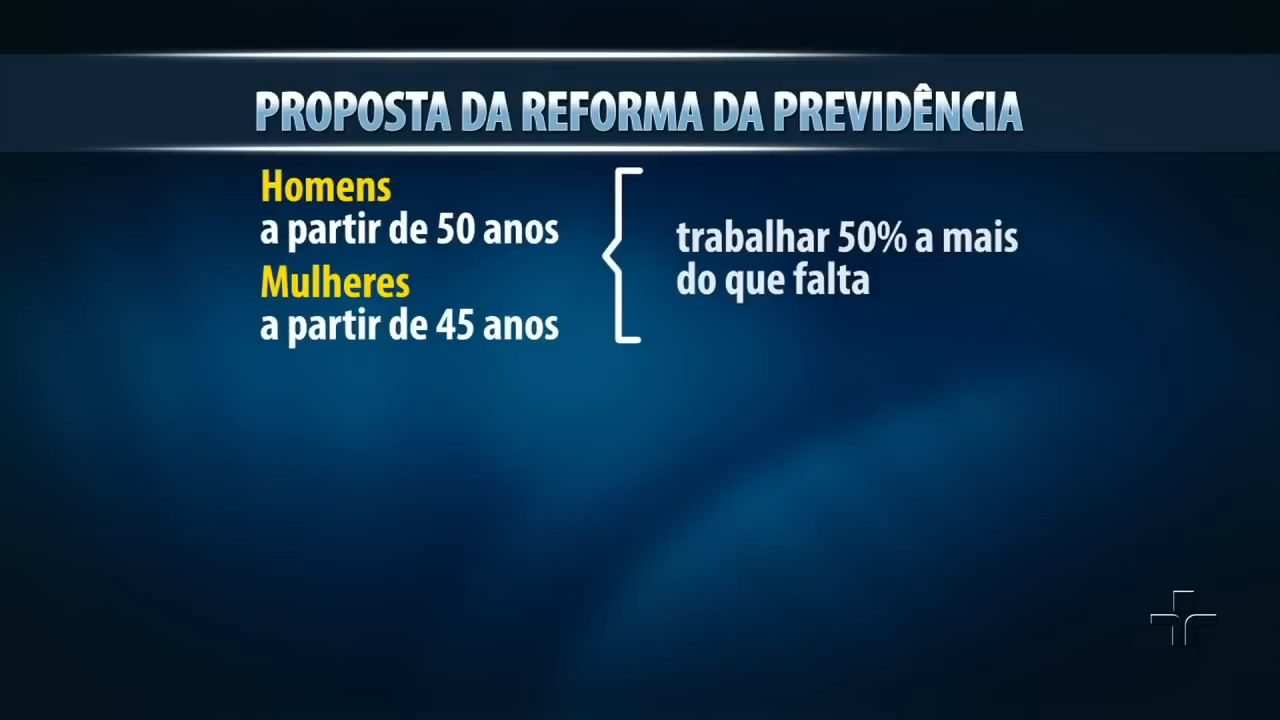 PROPOSTA DA REFORMA DA PREVIDÊNCIA
Homens
a partir de 50 anos
Mulheres
a partir de 45 anos
trabalhar 50% a mais
do que falta